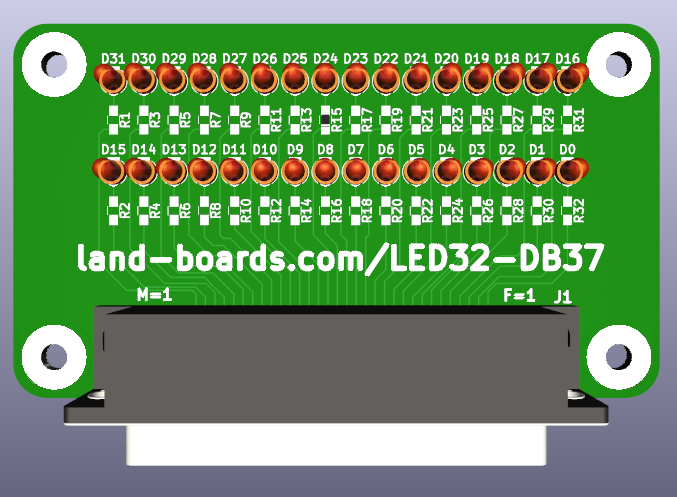 D31 D30 D29 D28 D27 D26 D25 D24 D23 D22 D21 D20 D19 D18 D17 D16
R1 R3 R5 R7 R9 R11 R13 R15 R17 R19 R21 R23 R25 R27 R29 R31
D15 D14 D13 D12 D11 D10 D9 D8 D7 D6 D5 D4 D3 D2 D1 D0
R2 R4 R6 R8 R10 R12 R14 R16 R18 R20 R22 R24 R26 R28 R30 R32
land-boards.com/LED32-DB37
M=1 F=1 J1